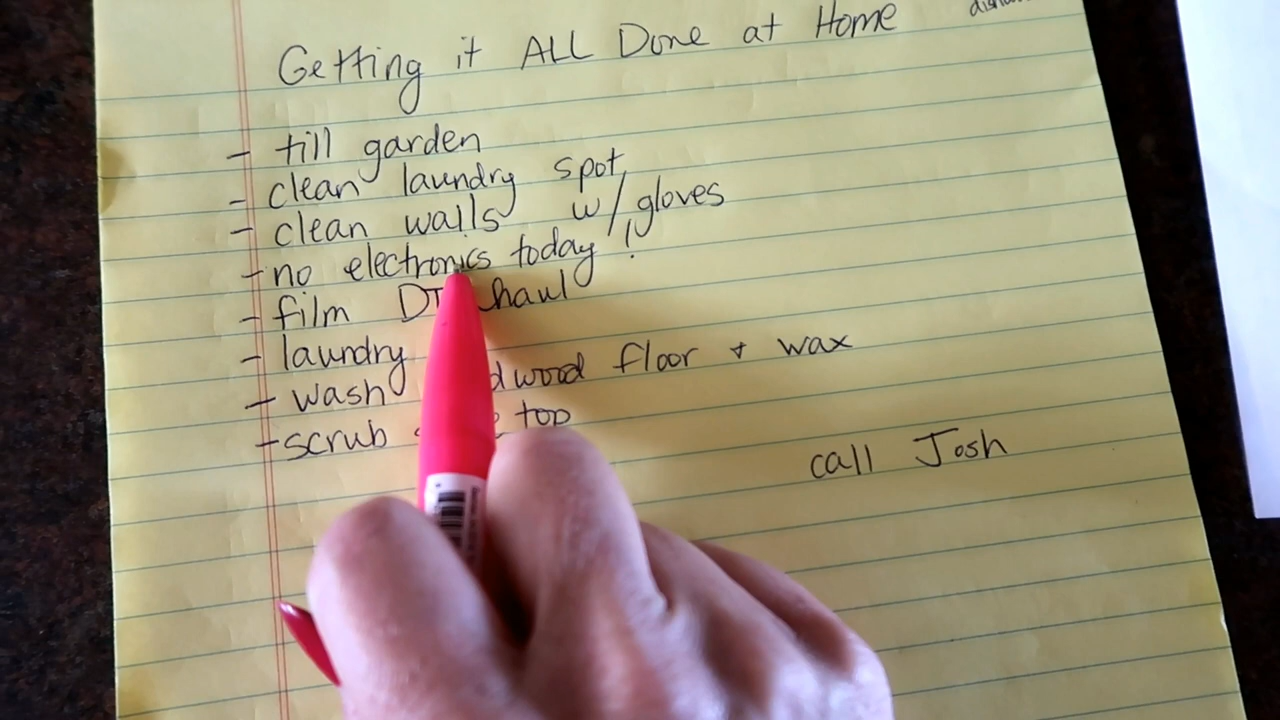 Getting it ALL Done at Home
- till garden
- clean laundry spot
- clean walls w/gloves
- no electronics today!
- film haul
- laundry
- wash floor + wax
- scrub top
call Josh